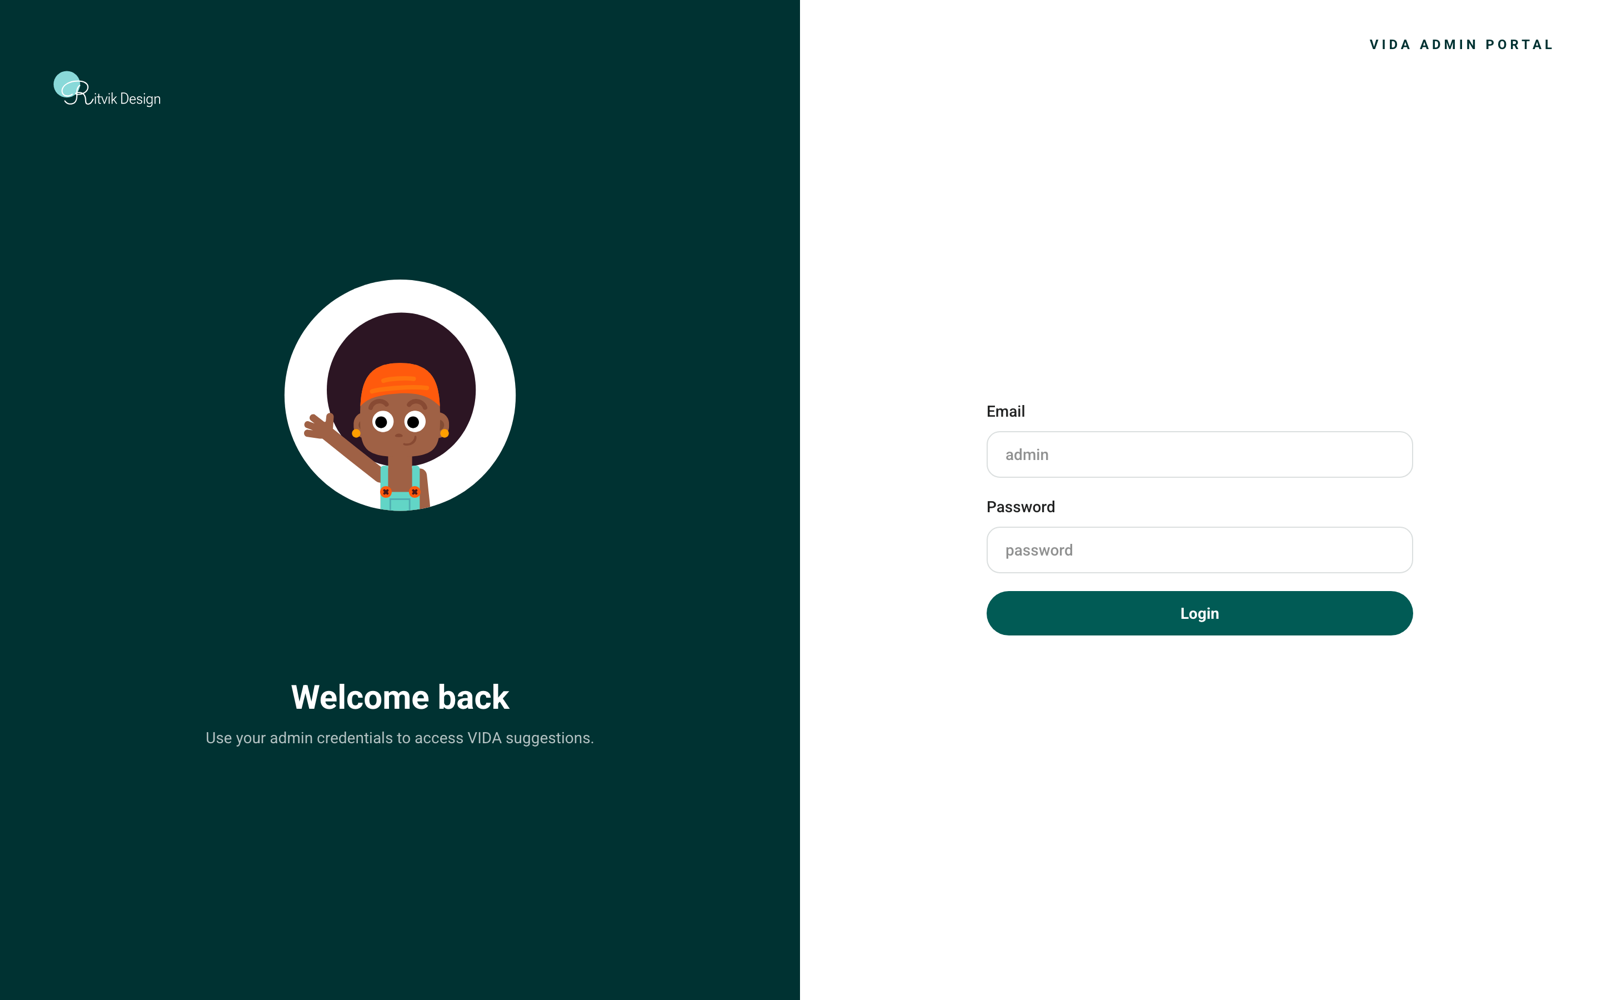 Ritvik Design
Welcome back
Use your admin credentials to access VIDA suggestions.
VIDA ADMIN PORTAL
Email
admin
Password
password
Login